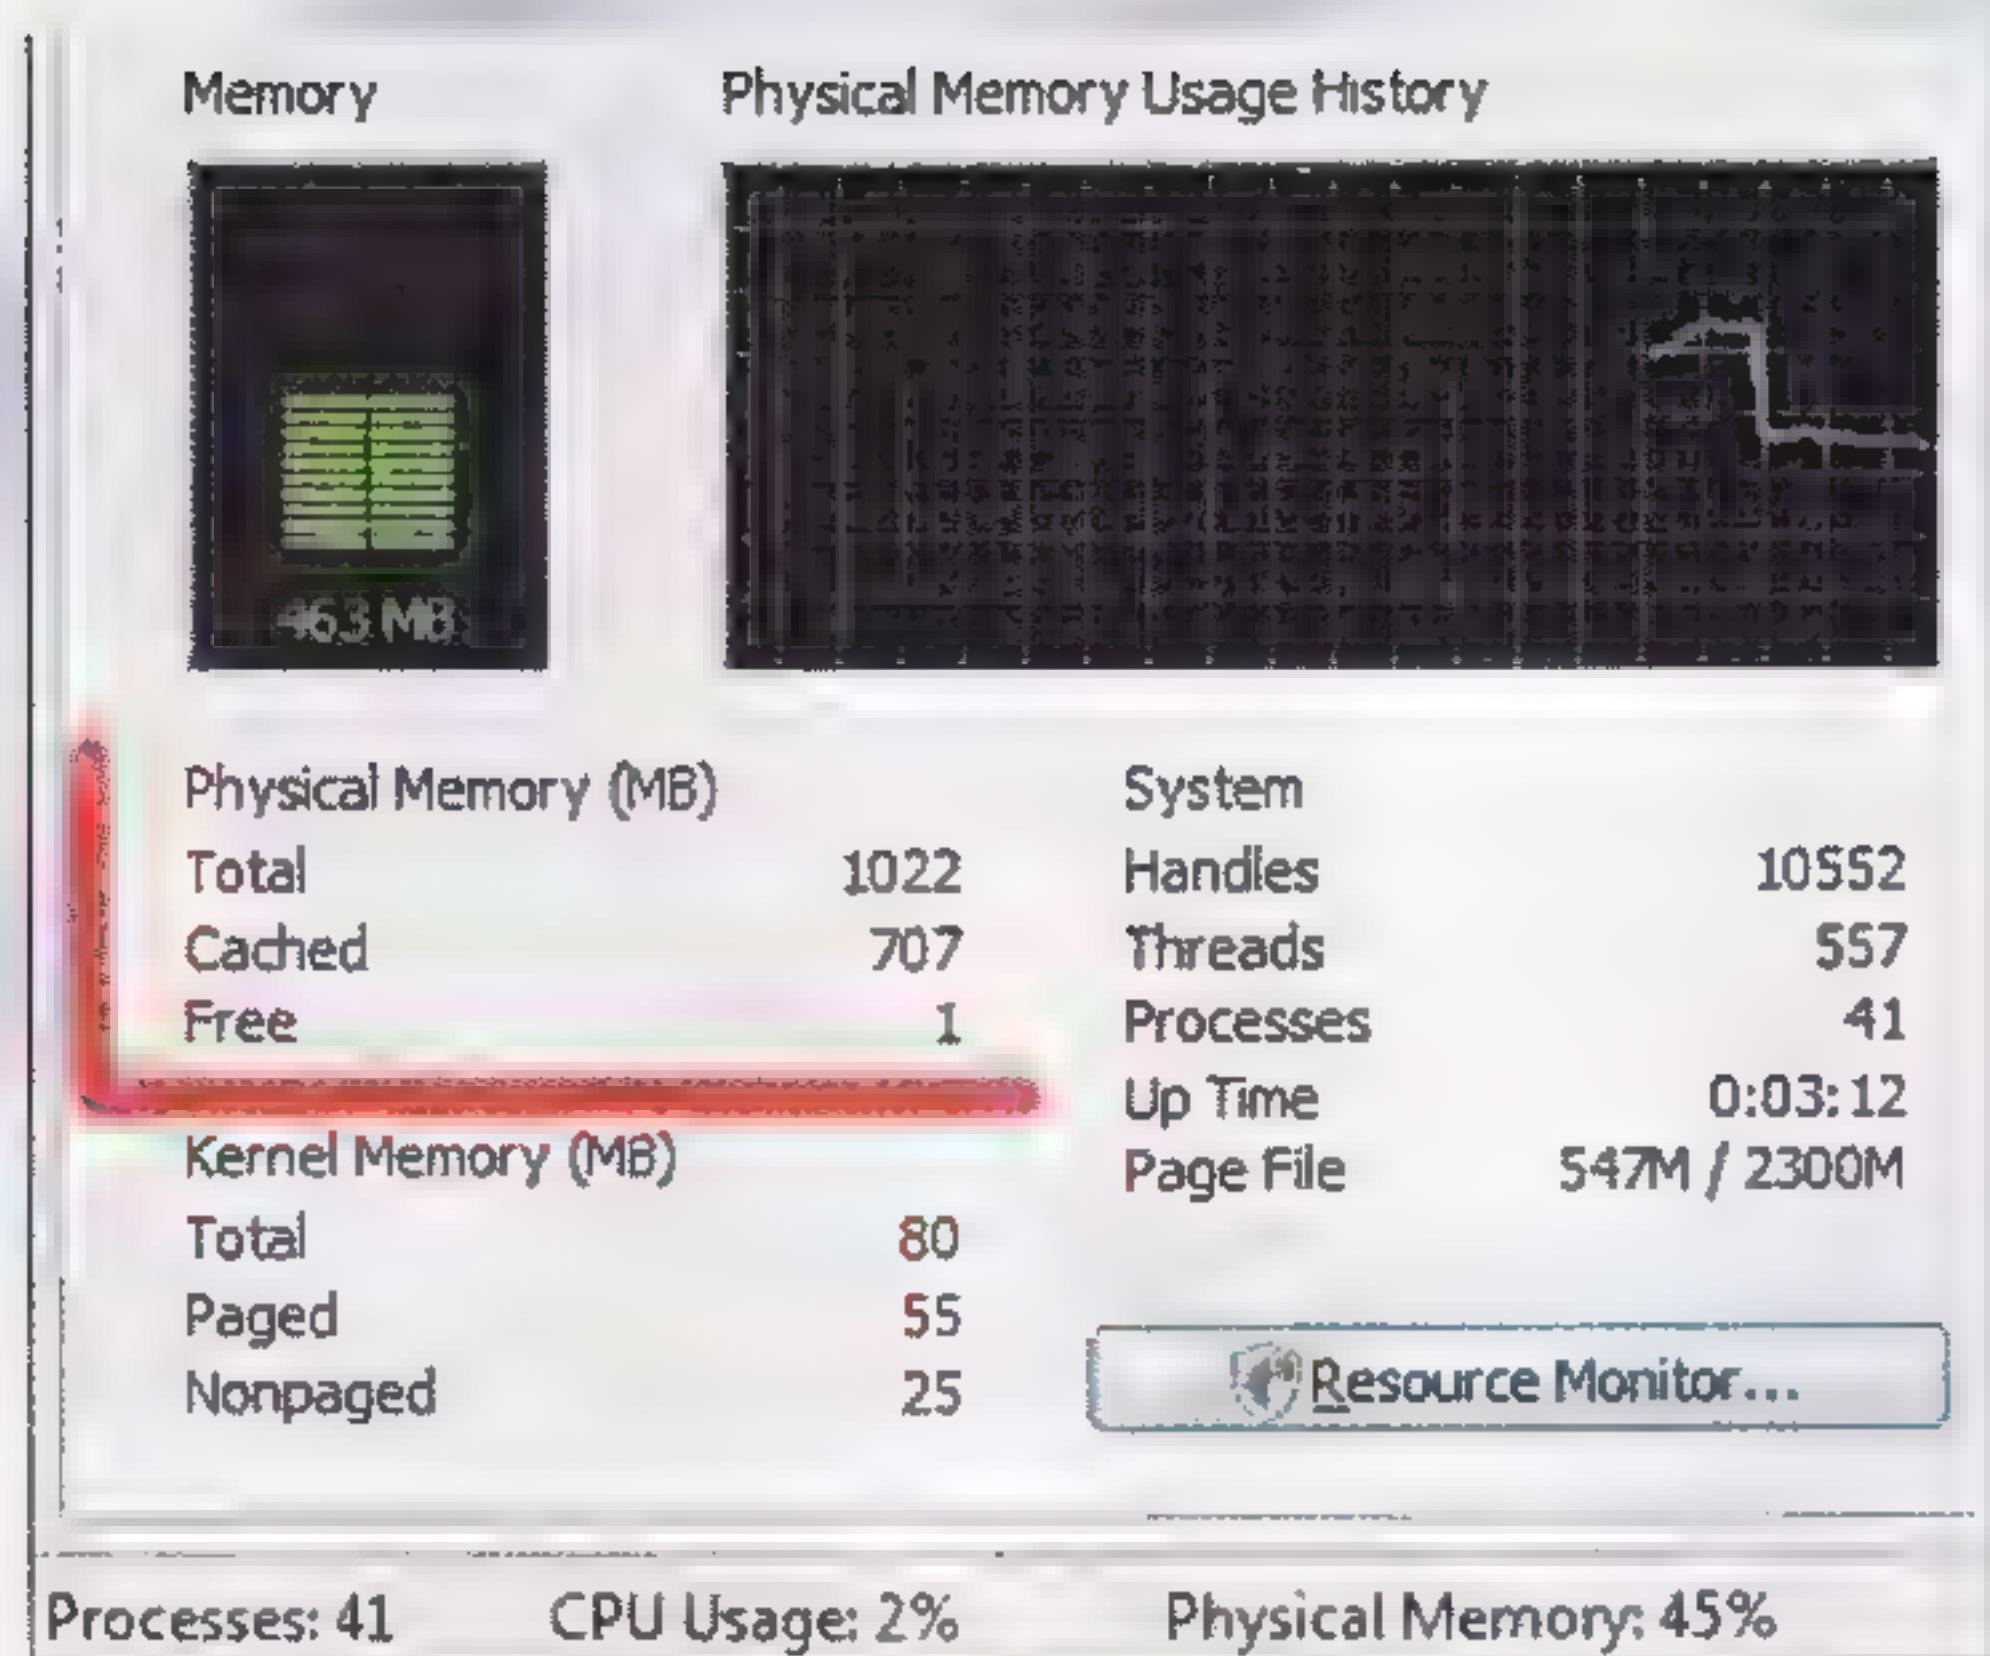 Memory
Physical Memory Usage History
463 MB
Physical Memory (MB)
Total 1022
Cached 707
Free 1
System
Handles 10552
Threads 557
Processes 41
Up Time 0:03:12
Page File 547M / 2300M
Kernel Memory (MB)
Total 80
Paged 55
Nonpaged 25
Resource Monitor...
Processes: 41 CPU Usage: 2% Physical Memory: 45%